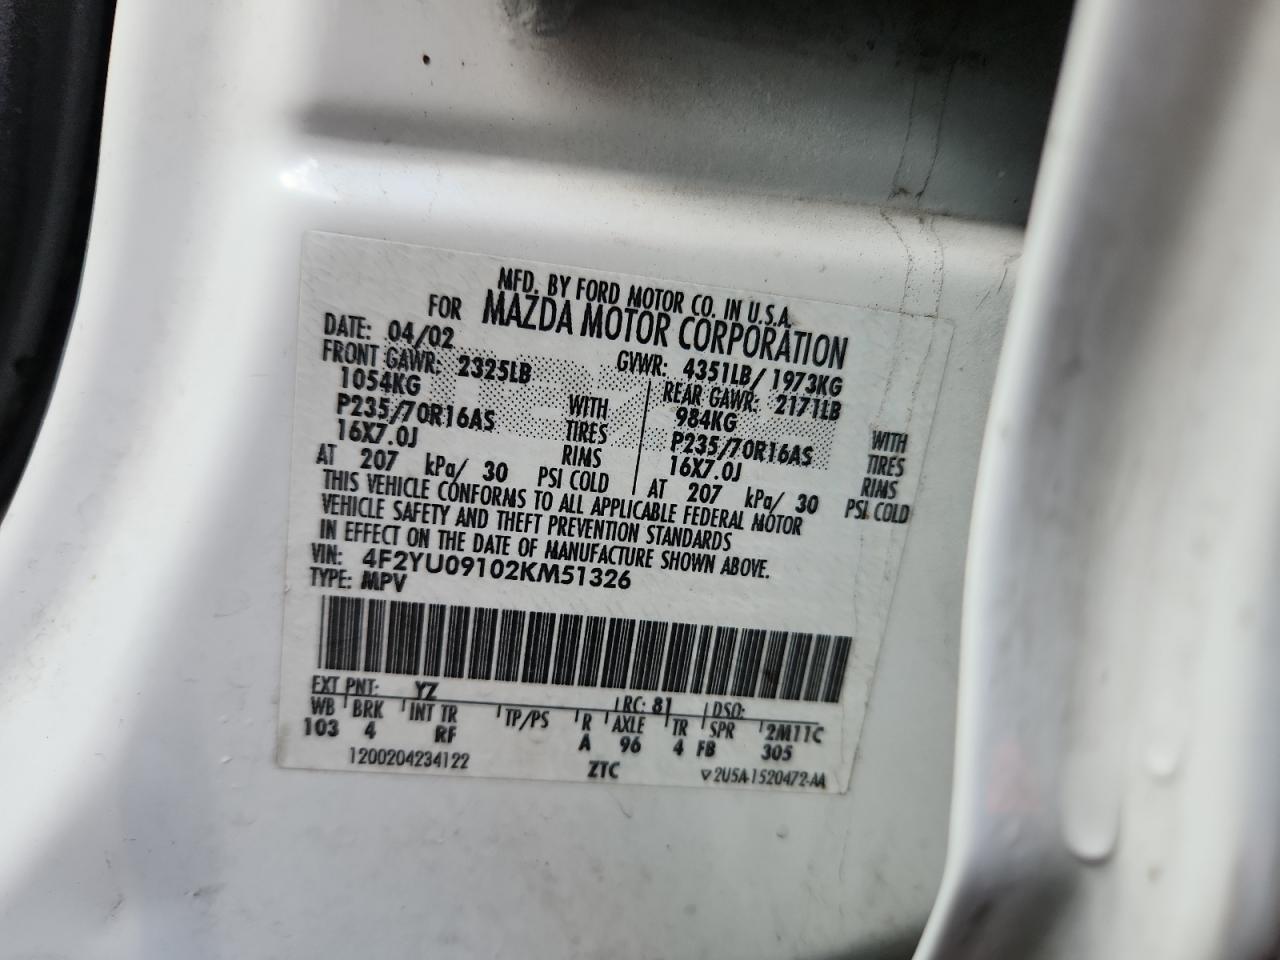 MFD. BY FORD MOTOR CO. IN U.S.A.
FOR MAZDA MOTOR CORPORATION
DATE: 04/02 GVWR: 4351LB/1973KG
FRONT GAWR: 2325LB REAR GAWR: 2171LB
1054KG WITH 984KG WITH
P235/70R16AS TIRES P235/70R16AS TIRES
16X7.0J RIMS 16X7.0J RIMS
AT 207 kPa/ 30 PSI COLD AT 207 kPa/ 30 PSI COLD
THIS VEHICLE CONFORMS TO ALL APPLICABLE FEDERAL MOTOR
VEHICLE SAFETY AND THEFT PREVENTION STANDARDS
IN EFFECT ON THE DATE OF MANUFACTURE SHOWN ABOVE.
VIN: 4F2YU09102KM51326
TYPE: MPV
EXT PNT: YZ RC: 81 DSO:
WB BRK INT TR TP/PS R AXLE TR SPR 2M11C
103 4 RF A 96 4 FB 305
1200204234122 ZTC ▽2U5A-1520472-AA